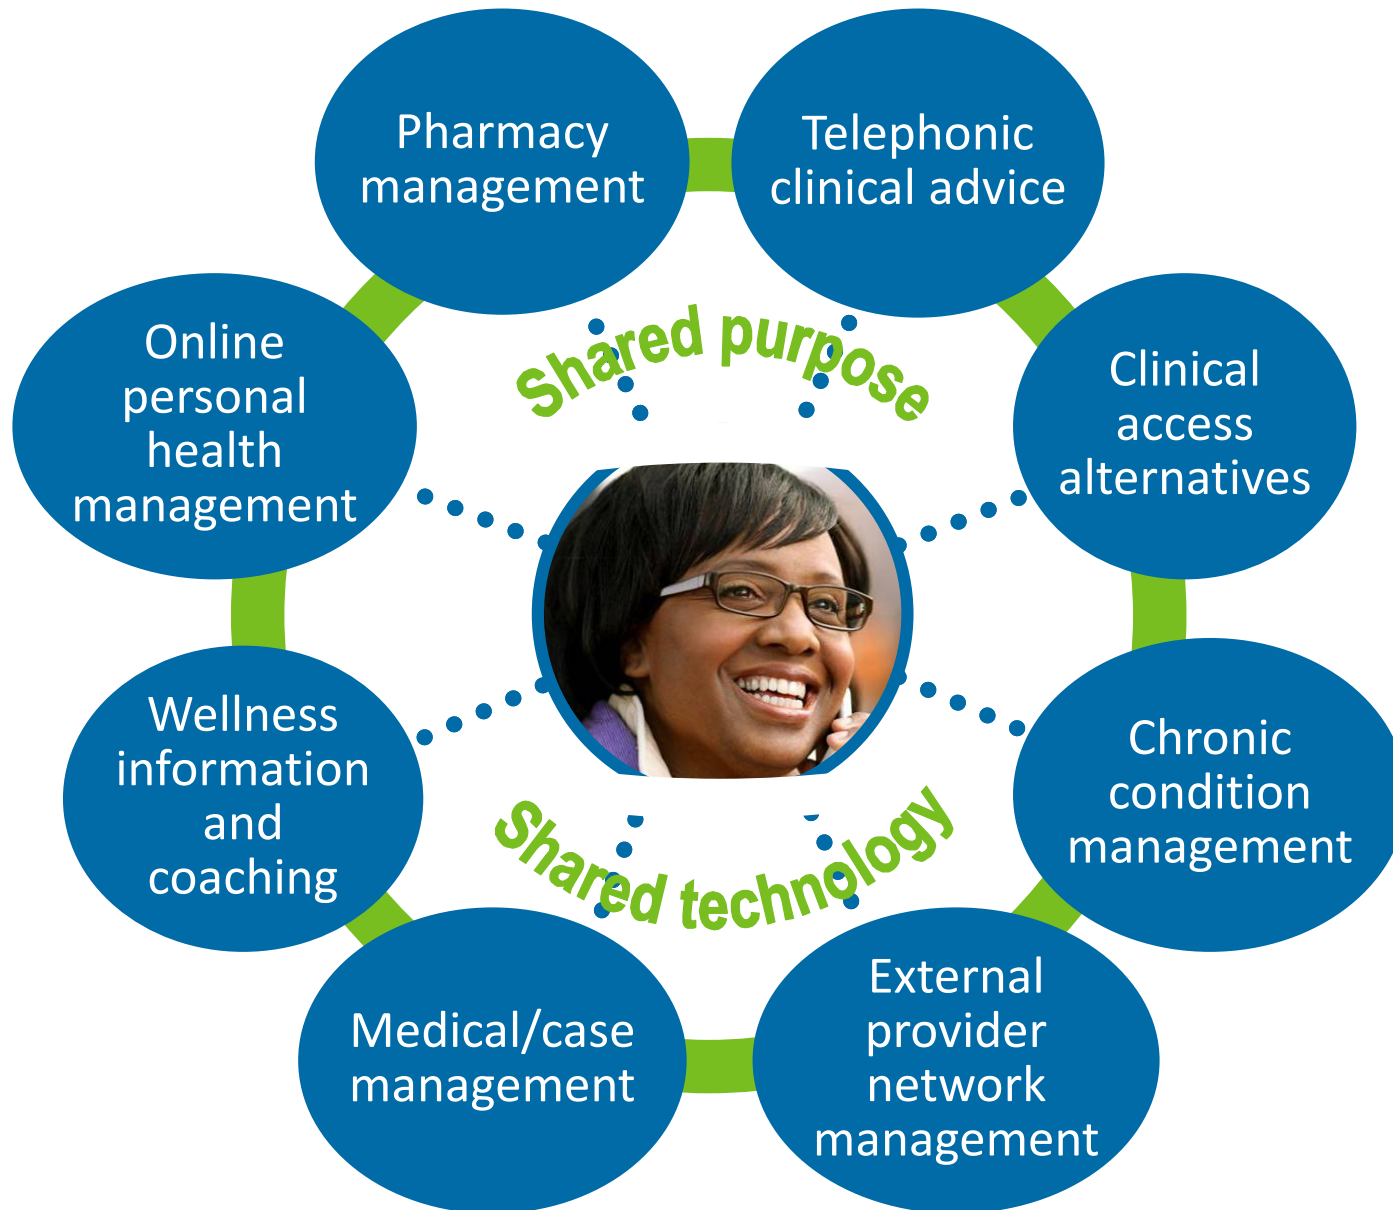 Pharmacy
management
Telephonic
clinical advice
Online
personal
health
management
Shared purpose
Clinical
access
alternatives
Wellness
information
and
coaching
Shared technology
Chronic
condition
management
Medical/case
management
External
provider
network
management